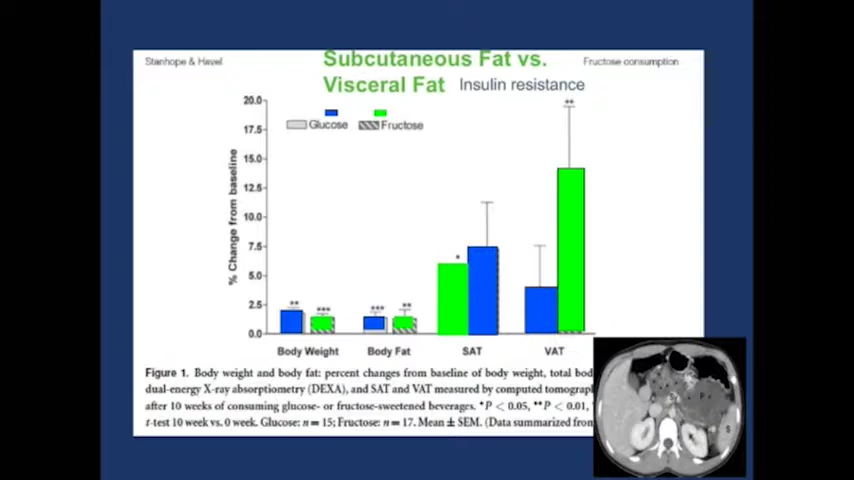 Subcutaneous Fat vs.
Stanhope & Havel
Fructose consumption
Visceral Fat Insulin resistance
20.0
17.5
15.0
12.5
10.0
7.5
5.0
2.5
0.0
% Change from baseline
Glucose Fructose
** *** *** ** * **
Body Weight Body Fat SAT VAT
Figure 1. Body weight and body fat: percent changes from baseline of body weight, total bod
dual-energy X-ray absorptiometry (DEXA), and SAT and VAT measured by computed tomograp
after 10 weeks of consuming glucose- or fructose-sweetened beverages. *P < 0.05, **P < 0.01,
t-test 10 week vs. 0 week. Glucose: n = 15; Fructose: n = 17. Mean ± SEM. (Data summarized from